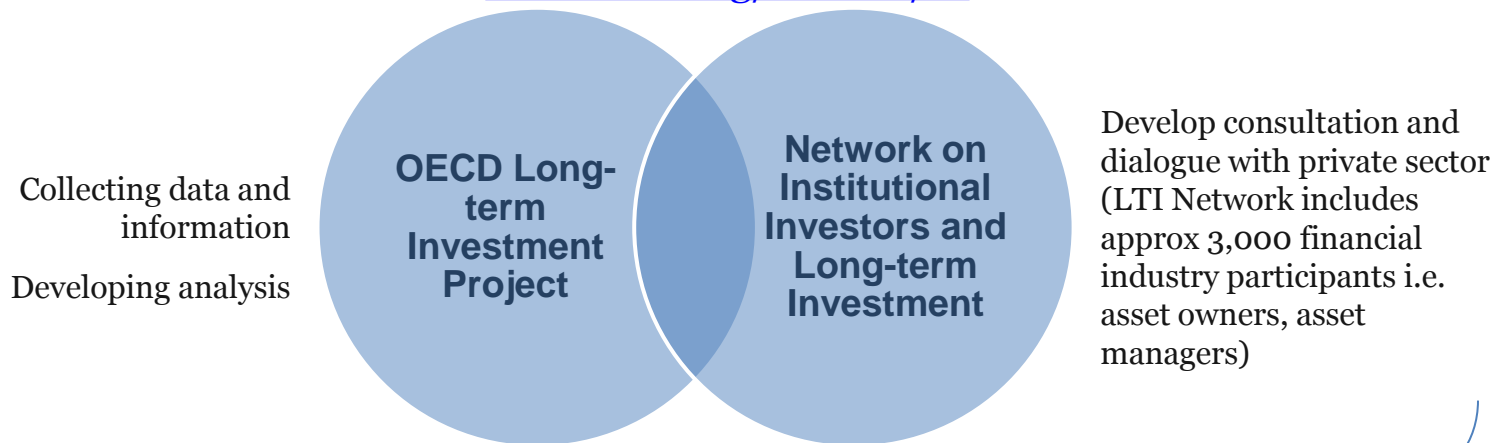 Collecting data and
information
Developing analysis
OECD Long-
term
Investment
Project
Network on
Institutional
Investors and
Long-term
Investment
Develop consultation and
dialogue with private sector
(LTI Network includes
approx 3,000 financial
industry participants i.e.
asset owners, asset
managers)